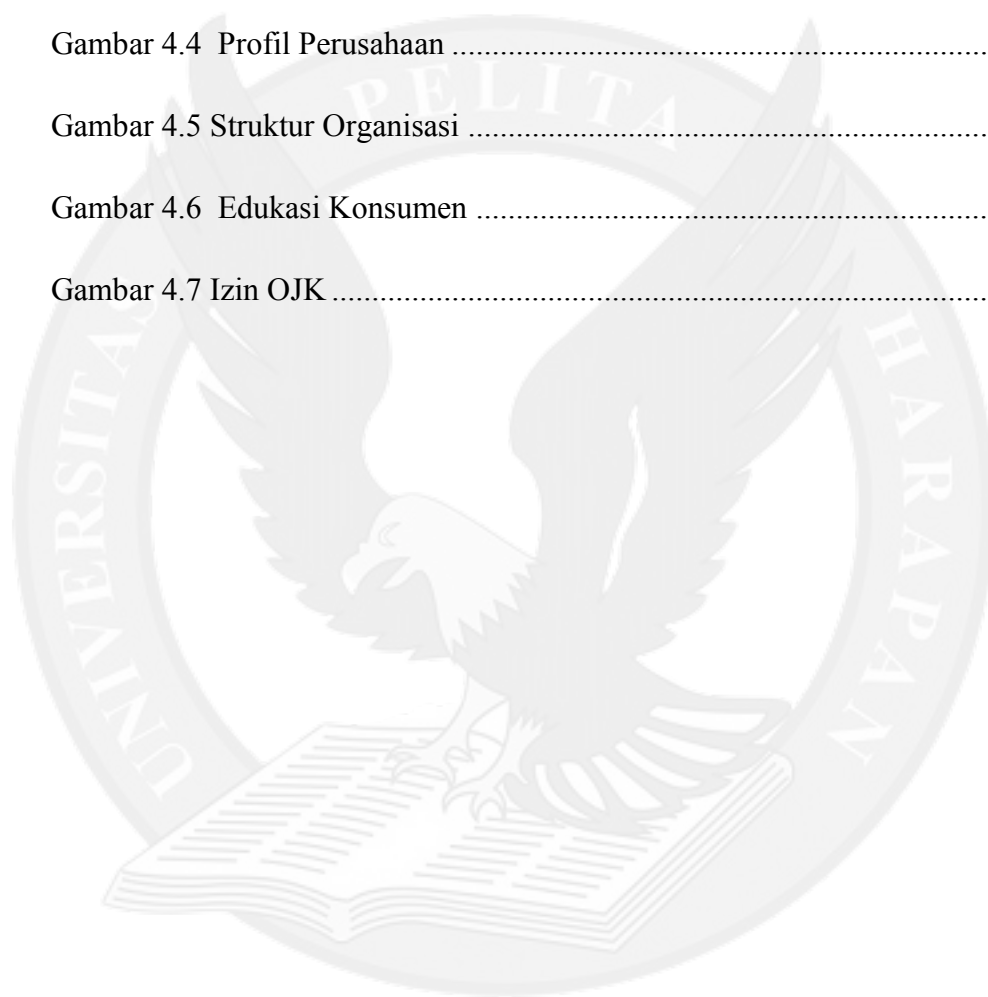 Gambar 4.4  Profil Perusahaan ...................................................................
Gambar 4.5 Struktur Organisasi .................................................................
Gambar 4.6  Edukasi Konsumen ................................................................
Gambar 4.7 Izin OJK ..................................................................................
UNIVERSITAS PELITA HARAPAN